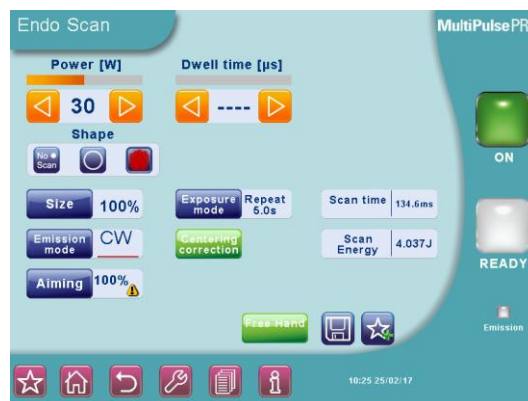 Endo Scan
MultiPulse PR
Power [W]
Dwell time [µs]
30
----
Shape
No
Scan
Size
100%
Exposure
mode
Repeat
5.0s
Scan time
134.6ms
ON
Emission
mode
CW
Centering
correction
Scan
Energy
4.037J
READY
Aiming
100%
Free Hand
Emission
10:25 25/02/17